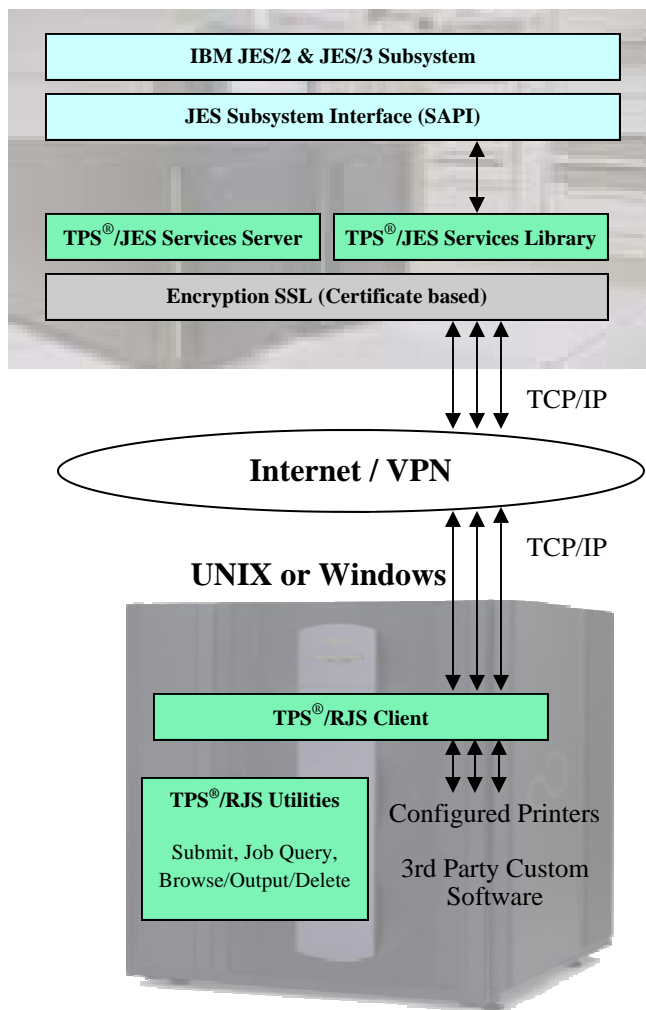 IBM JES/2 & JES/3 Subsystem
JES Subsystem Interface (SAPI)
TPS®/JES Services Server
TPS®/JES Services Library
Encryption SSL (Certificate based)
TCP/IP
Internet / VPN
TCP/IP
UNIX or Windows
TPS®/RJS Client
TPS®/RJS Utilities
Submit, Job Query,
Browse/Output/Delete
Configured Printers
3rd Party Custom
Software